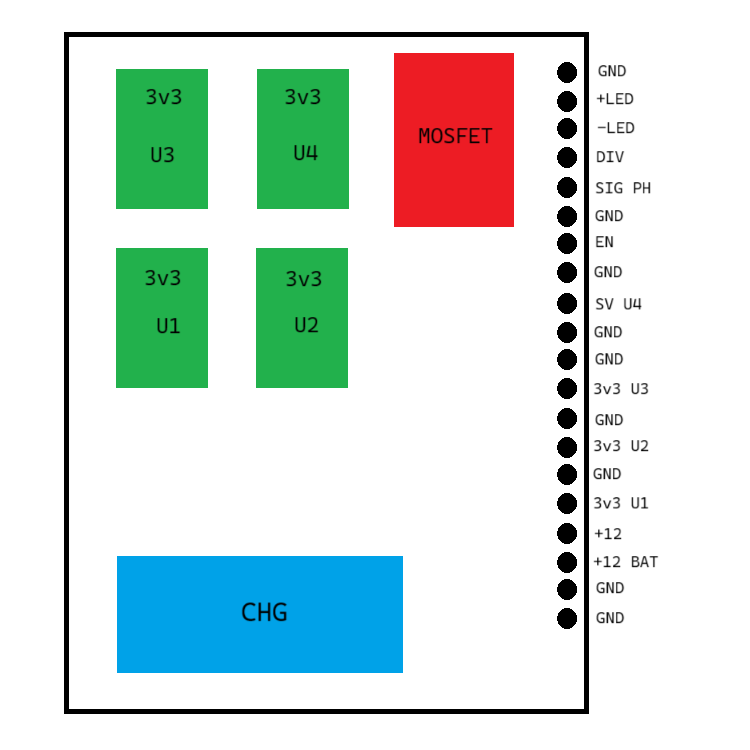 3v3
U3
3v3
U4
MOSFET
3v3
U1
3v3
U2
CHG
GND
+LED
-LED
DIV
SIG PH
GND
EN
GND
SV U4
GND
GND
3v3 U3
GND
3v3 U2
GND
3v3 U1
+12
+12 BAT
GND
GND